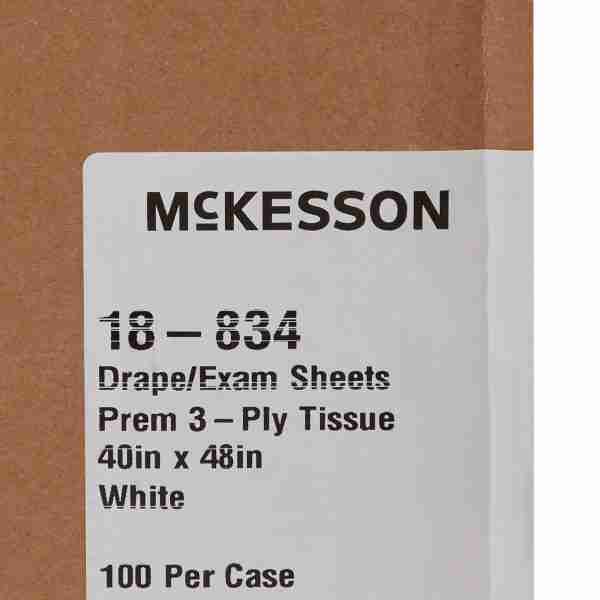 McKESSON
18-834
Drape/Exam Sheets
Prem 3-Ply Tissue
40in x 48in
White
100 Per Case